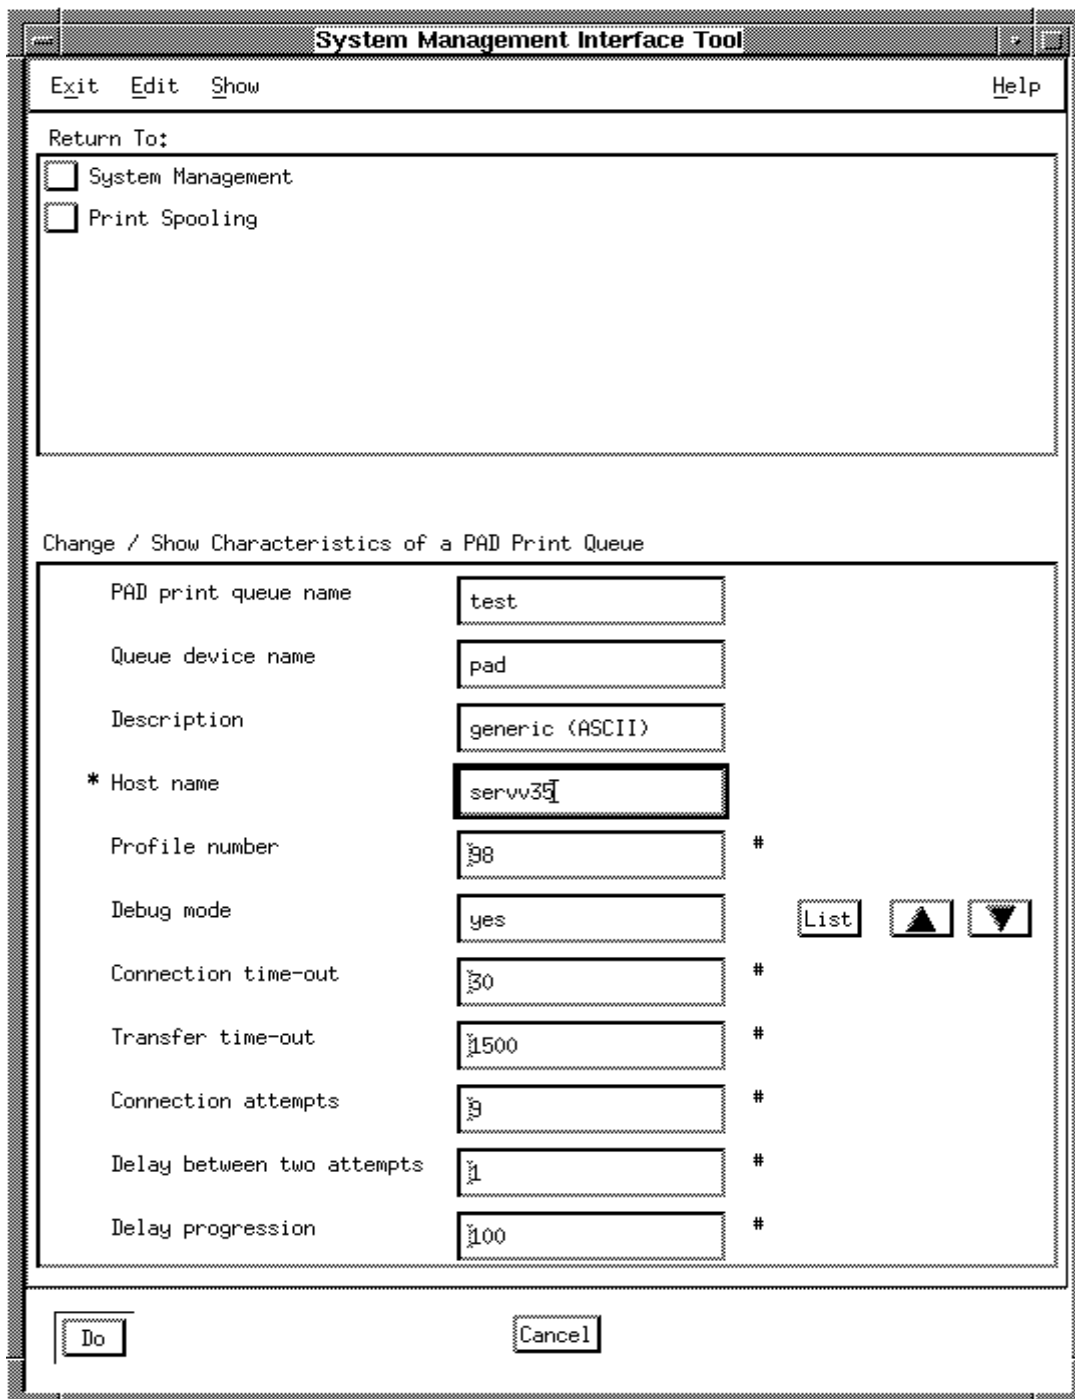 System Management Interface Tool
Exit Edit Show Help
Return To:
System Management
Print Spooling
Change / Show Characteristics of a PAD Print Queue
PAD print queue name test
Queue device name pad
Description generic (ASCII)
* Host name servv35
Profile number 98 #
Debug mode yes List
Connection time-out 30 #
Transfer time-out 1500 #
Connection attempts 9 #
Delay between two attempts 1 #
Delay progression 100 #
Do Cancel